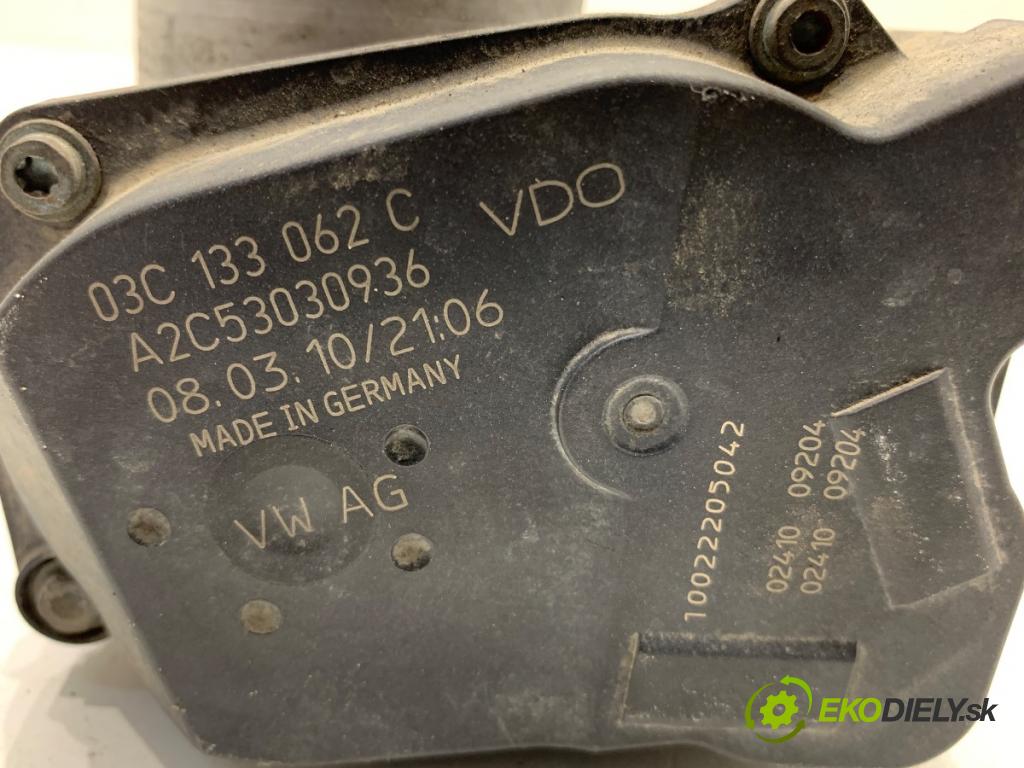 03C 133 062 C
VDO
A2C53030936
08.03.10/21:06
MADE IN GERMANY
VW AG
10022205042
02410 09204
02410 09204
EKODIELY.sk